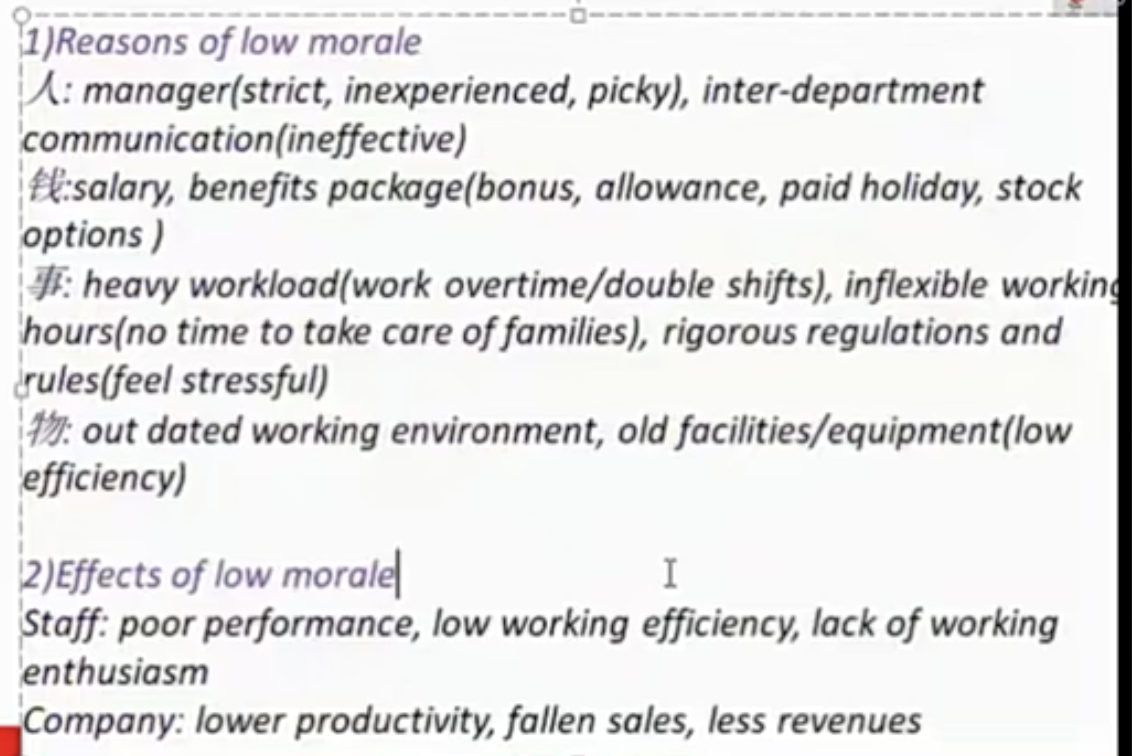 1)Reasons of low morale
人: manager(strict, inexperienced, picky), inter-department
communication(ineffective)
钱:salary, benefits package(bonus, allowance, paid holiday, stock
options )
事: heavy workload(work overtime/double shifts), inflexible working
hours(no time to take care of families), rigorous regulations and
rules(feel stressful)
物: out dated working environment, old facilities/equipment(low
efficiency)
2)Effects of low morale
Staff: poor performance, low working efficiency, lack of working
enthusiasm
Company: lower productivity, fallen sales, less revenues